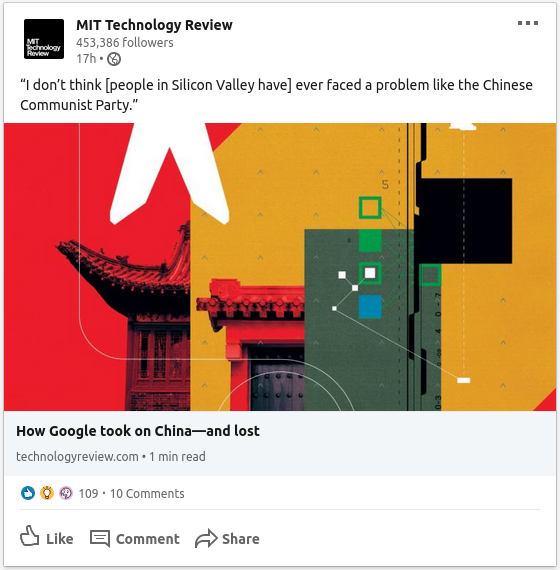 MIT Technology Review
MIT
Technology
Review
453,386 followers
17h •
“I don’t think [people in Silicon Valley have] ever faced a problem like the Chinese
Communist Party.”
5
How Google took on China—and lost
technologyreview.com • 1 min read
109 • 10 Comments
Like
Comment
Share